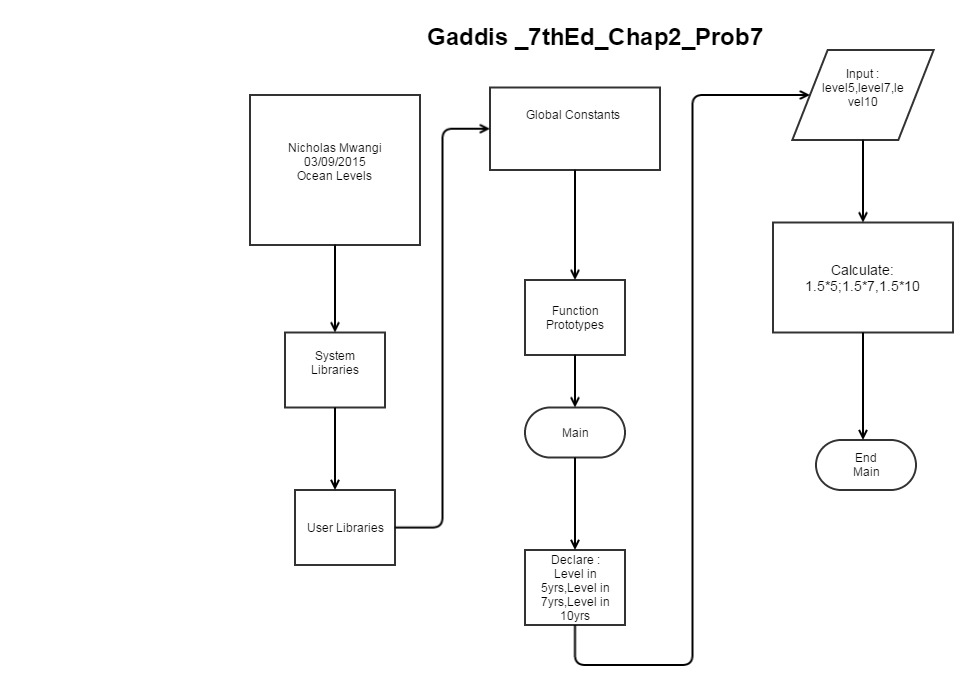 Gaddis _7thEd_Chap2_Prob7
Nicholas Mwangi
03/09/2015
Ocean Levels
System
Libraries
User Libraries
Global Constants
Function
Prototypes
Main
Declare :
Level in
5yrs,Level in
7yrs,Level in
10yrs
Input :
level5,level7,le
vel10
Calculate:
1.5*5;1.5*7,1.5*10
End
Main